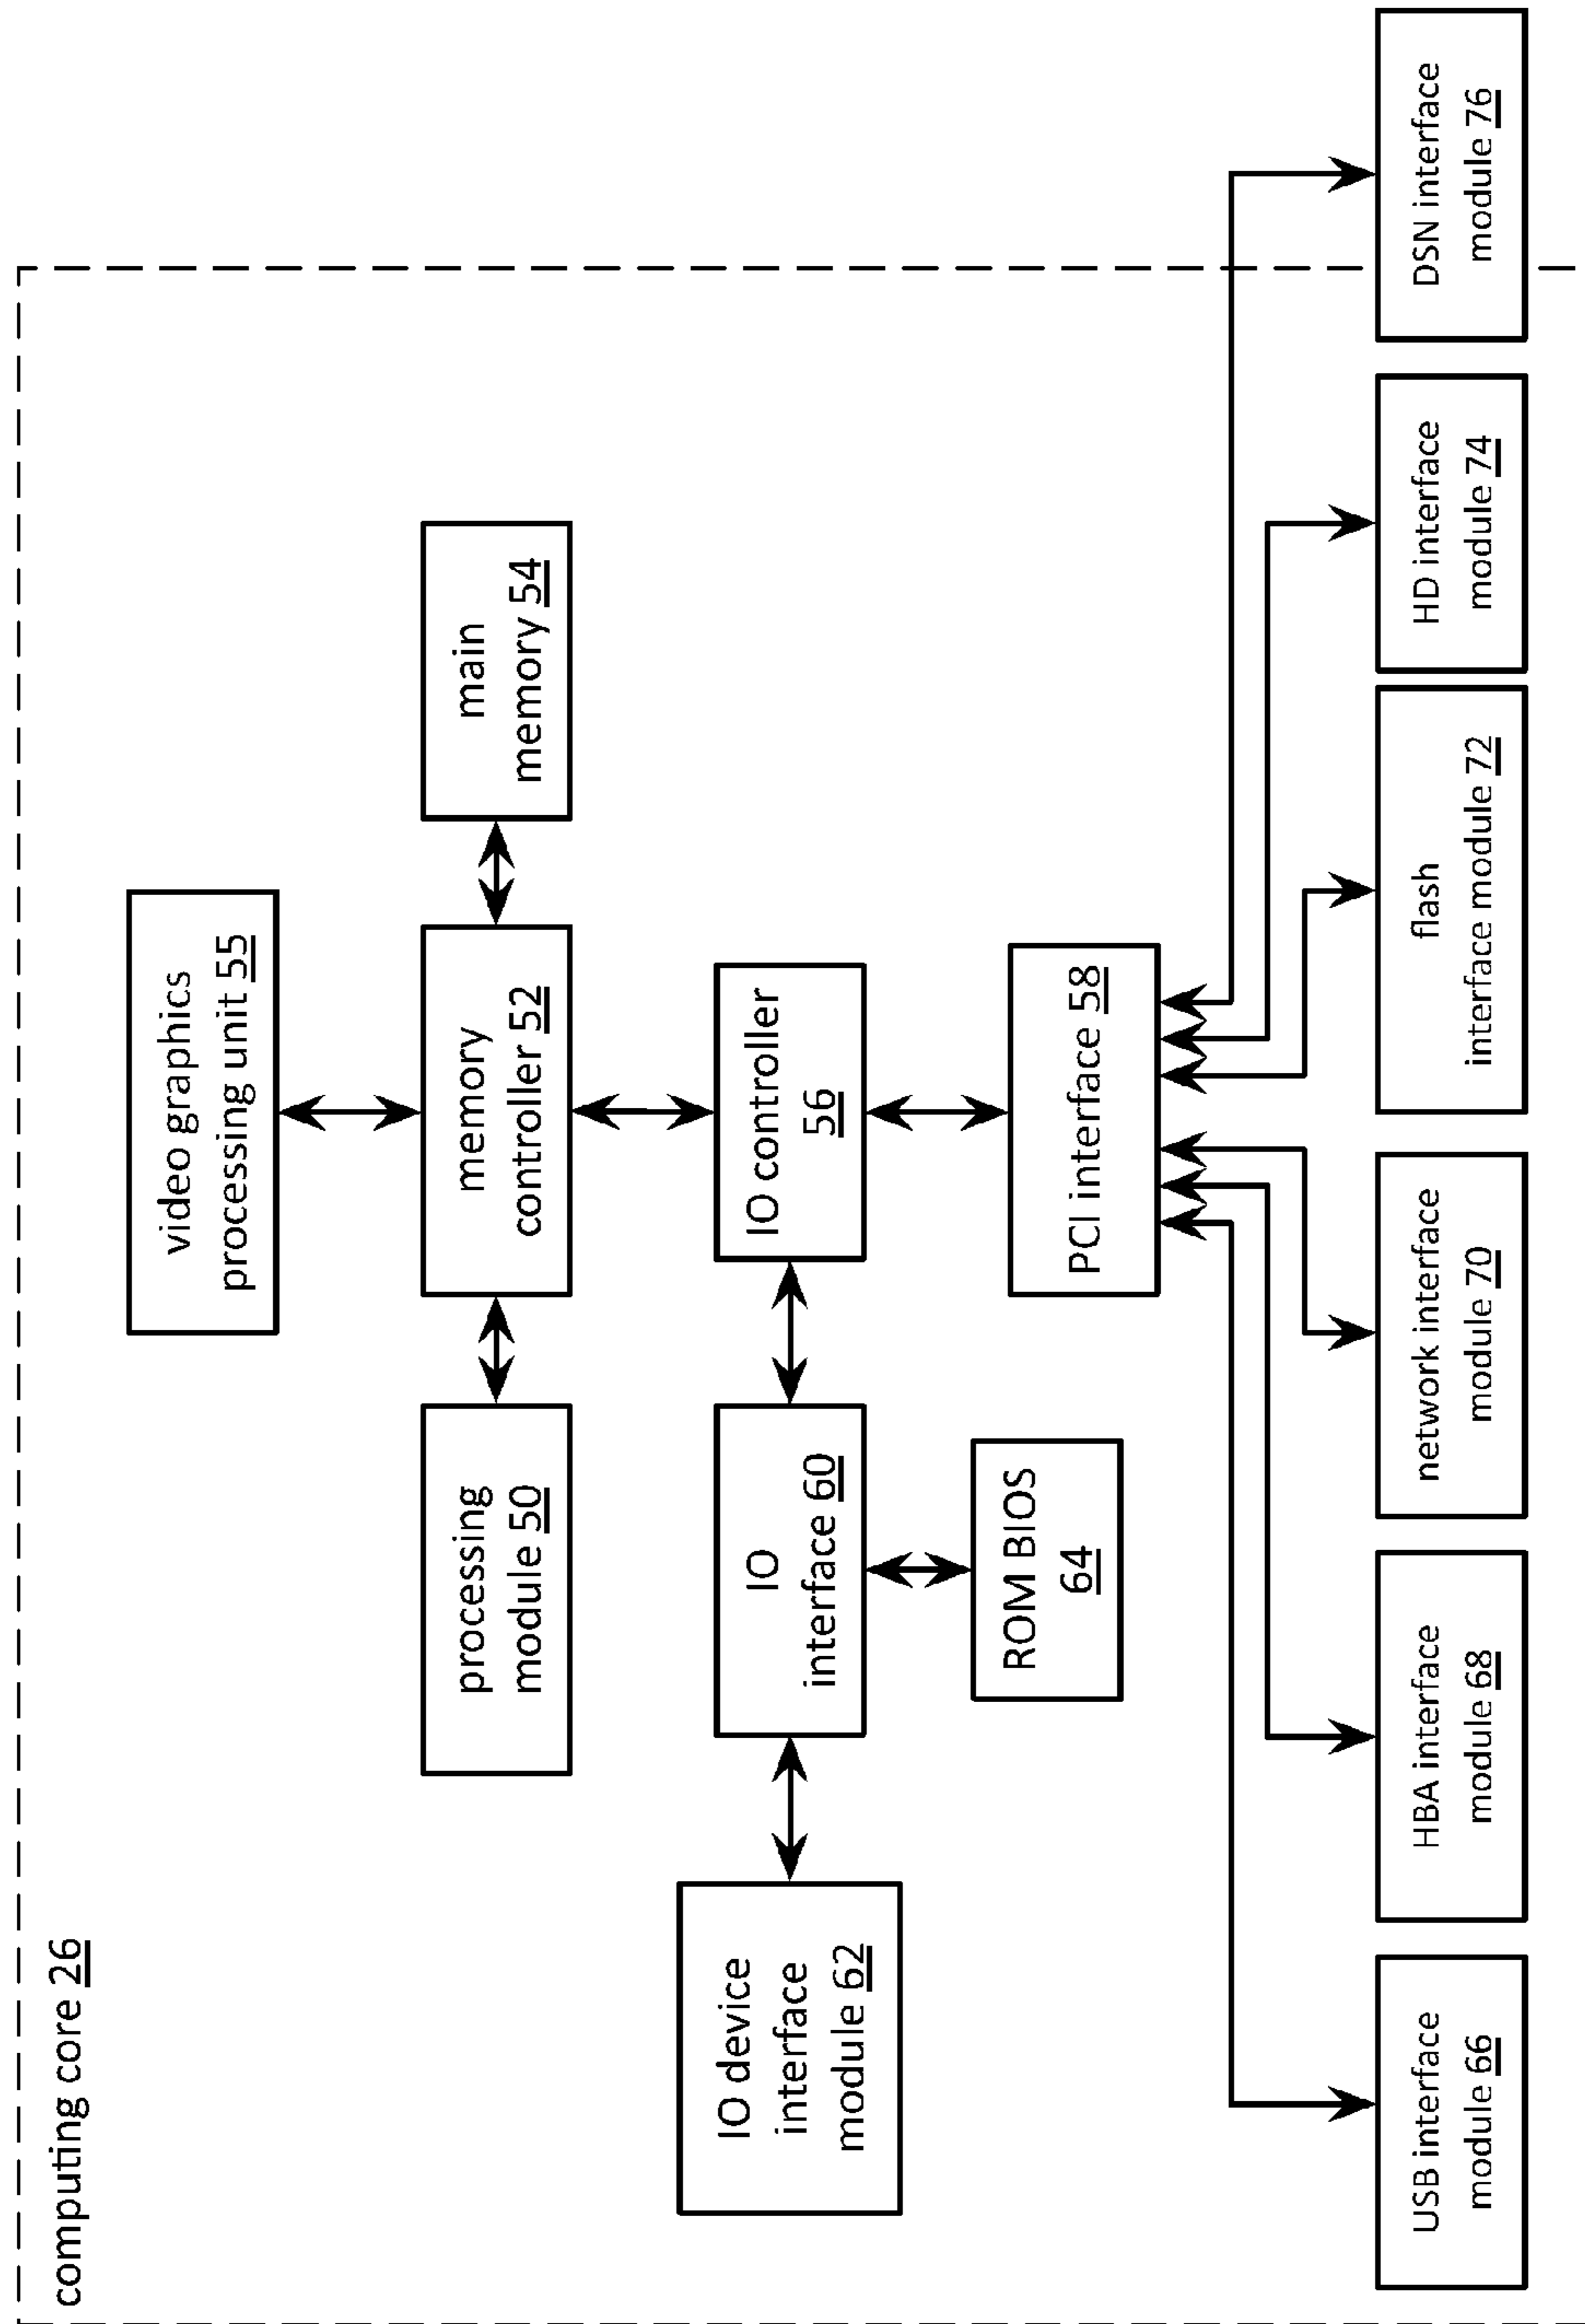 computing core 26
video graphics
processing unit 55
processing
module 50
memory
controller 52
main
memory 54
IO device
interface
module 62
IO
interface 60
IO controller
56
ROM BIOS
64
PCI interface 58
USB interface
module 66
HBA interface
module 68
network interface
module 70
flash
interface module 72
HD interface
module 74
DSN interface
module 76